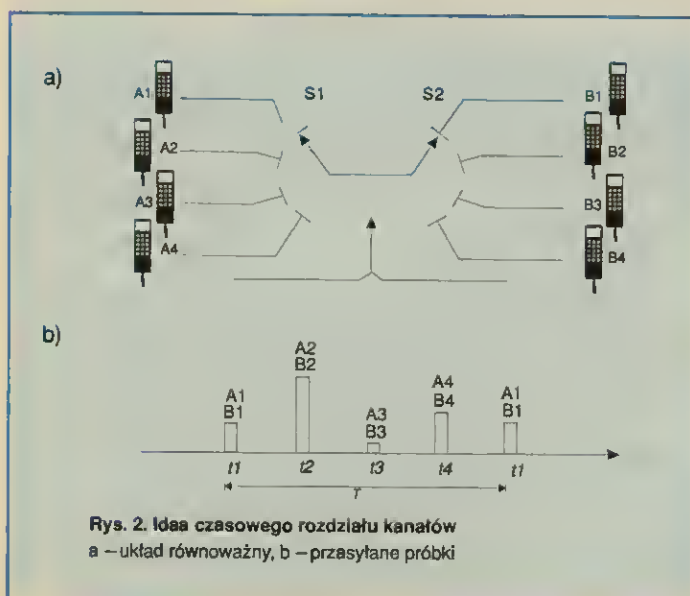 a)
A1 S1 S2 B1
A2 B2
A3 B3
A4 B4
b)
A1 A2 A3 A4 A1
B1 B2 B3 B4 B1
t1 t2 t3 t4 t1
T
Rys. 2. Idea czasowego rozdziału kanałów
a – układ równoważny, b – przasyłane próbki